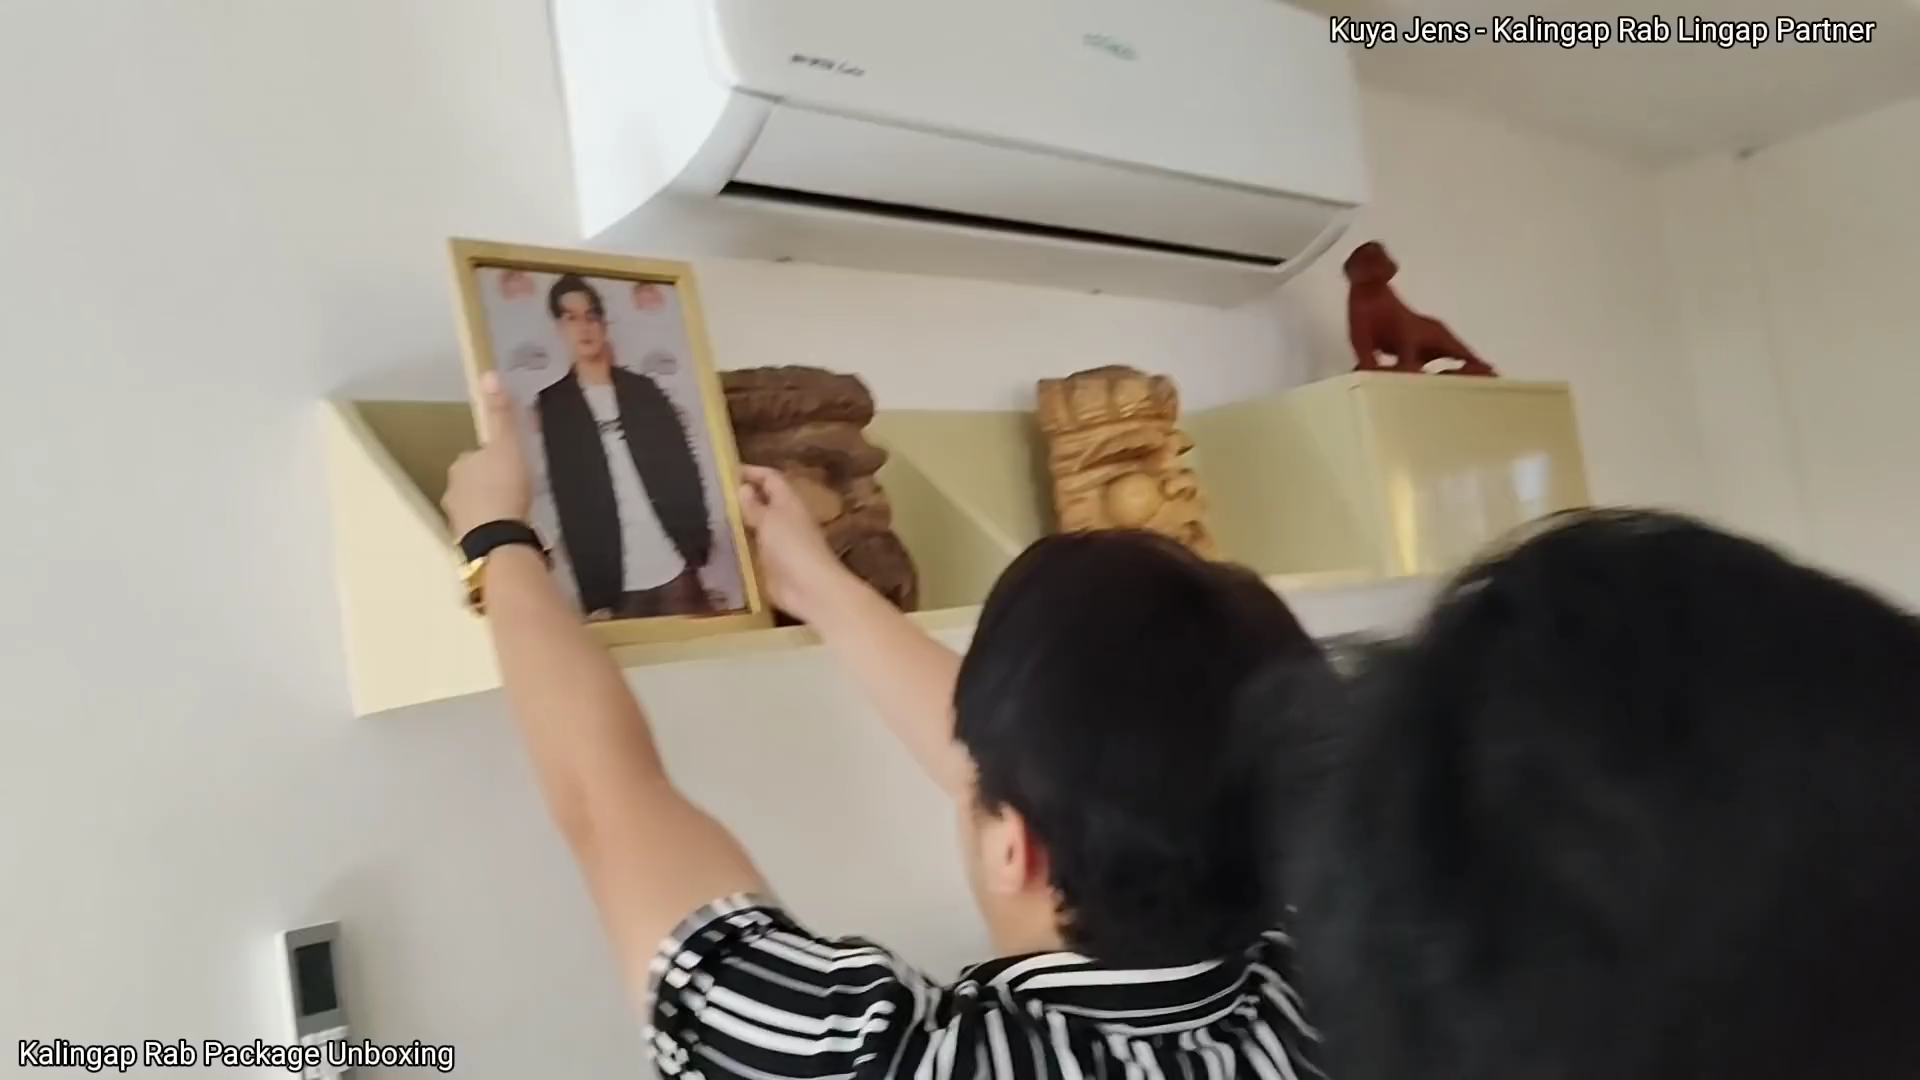 Kuya Jens - Kalingap Rab Lingap Partner
Kalingap Rab Package Unboxing